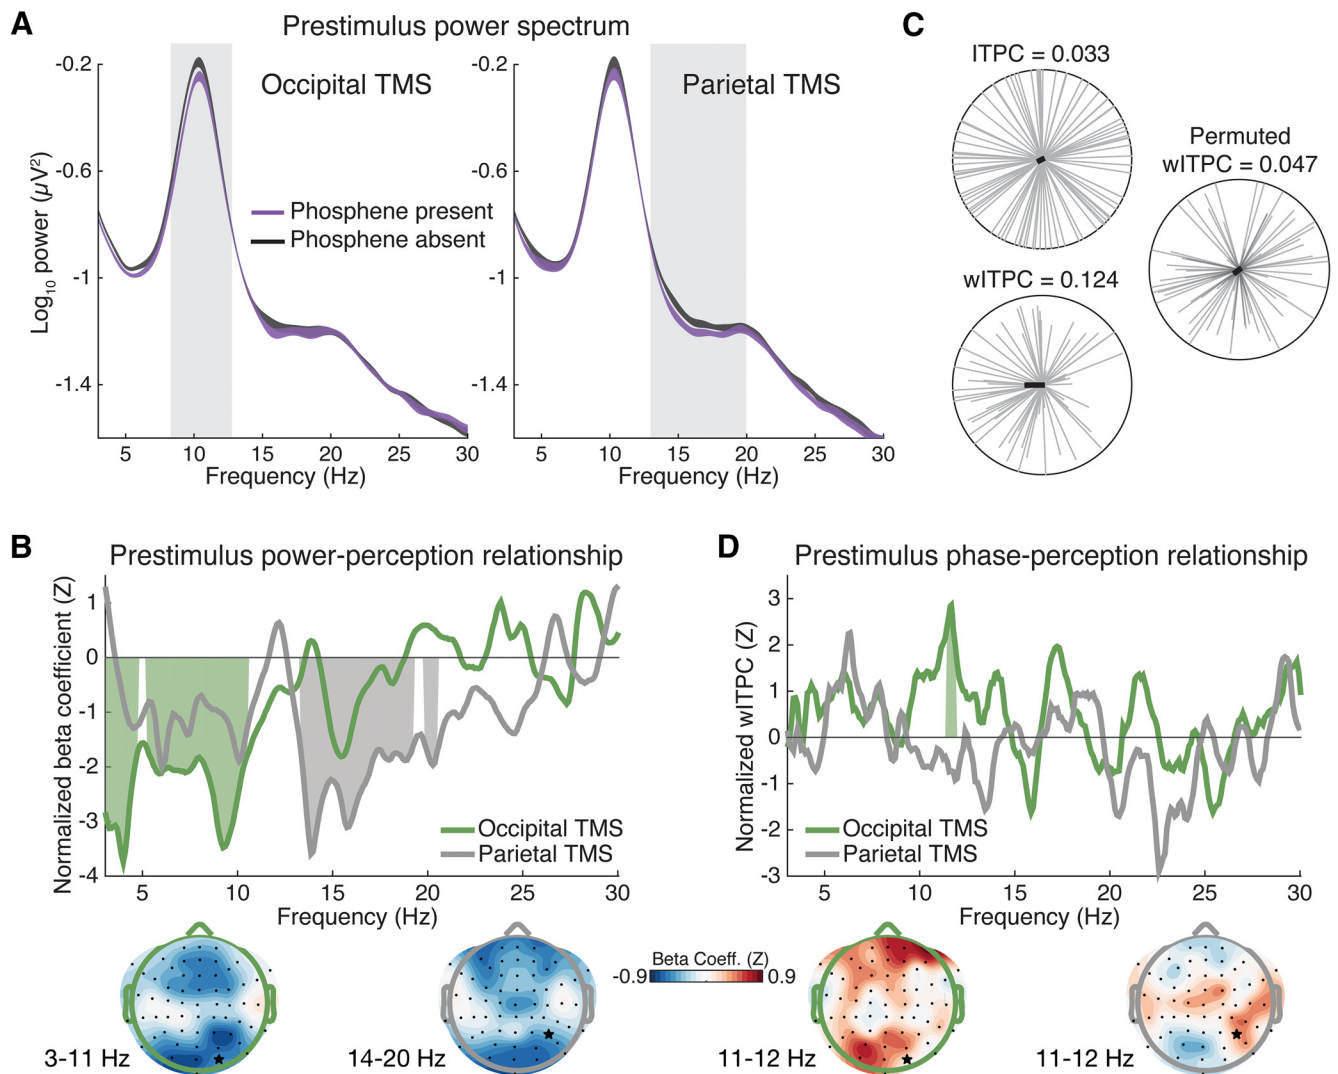 A
Prestimulus power spectrum
Occipital TMS
Parietal TMS
Log10 power (µV²)
-0.2
-0.6
-1
-1.4
Phosphene present
Phosphene absent
5 10 15 20 25 30
Frequency (Hz)
-0.2
-0.6
-1
-1.4
5 10 15 20 25 30
Frequency (Hz)
C
ITPC = 0.033
Permuted
wITPC = 0.047
wITPC = 0.124
B
Prestimulus power-perception relationship
Normalized beta coefficient (Z)
1
0
-1
-2
-3
-4
Occipital TMS
Parietal TMS
5 10 15 20 25 30
Frequency (Hz)
D
Prestimulus phase-perception relationship
Normalized wITPC (Z)
3
2
1
0
-1
-2
-3
Occipital TMS
Parietal TMS
5 10 15 20 25 30
Frequency (Hz)
Beta Coeff. (Z)
-0.9 0.9
3-11 Hz
14-20 Hz
11-12 Hz
11-12 Hz